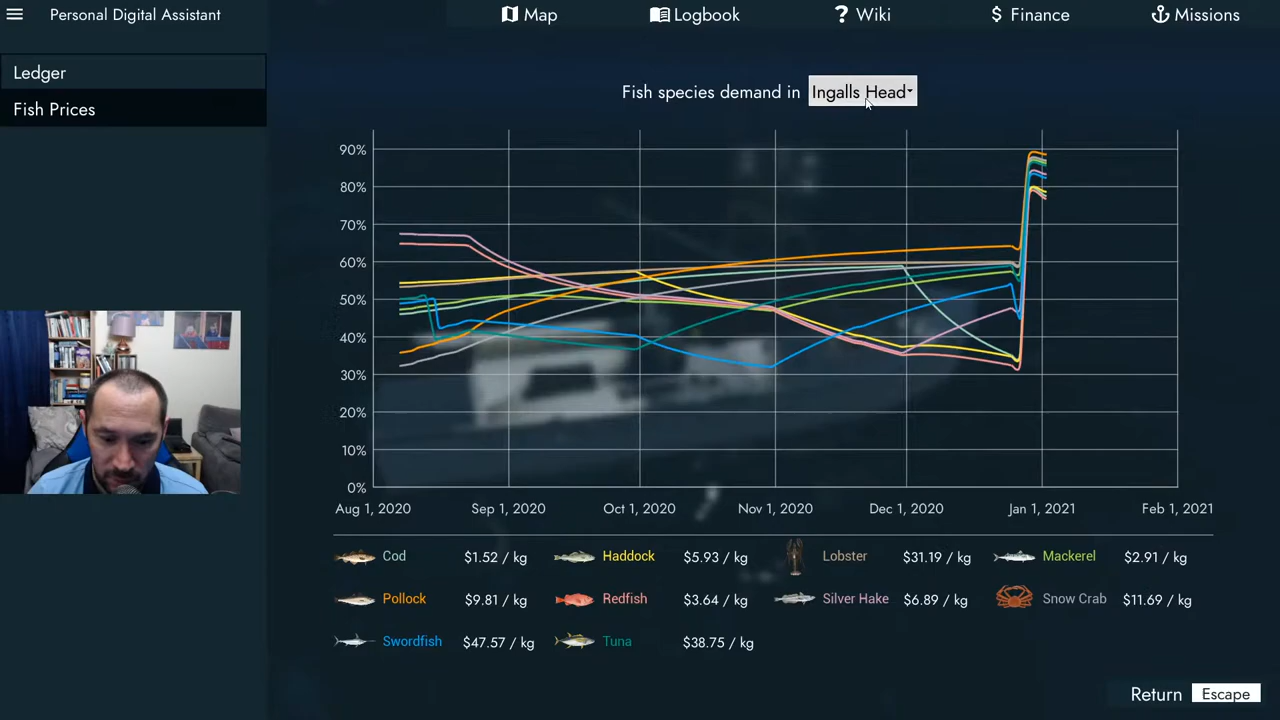 Personal Digital Assistant
Map
Logbook
? Wiki
$ Finance
Missions
Ledger
Fish Prices
Fish species demand in Ingalls Head
90%
80%
70%
60%
50%
40%
30%
20%
10%
0%
Aug 1, 2020 Sep 1, 2020 Oct 1, 2020 Nov 1, 2020 Dec 1, 2020 Jan 1, 2021 Feb 1, 2021
Cod $1.52 / kg Haddock $5.93 / kg Lobster $31.19 / kg Mackerel $2.91 / kg
Pollock $9.81 / kg Redfish $3.64 / kg Silver Hake $6.89 / kg Snow Crab $11.69 / kg
Swordfish $47.57 / kg Tuna $38.75 / kg
Return Escape